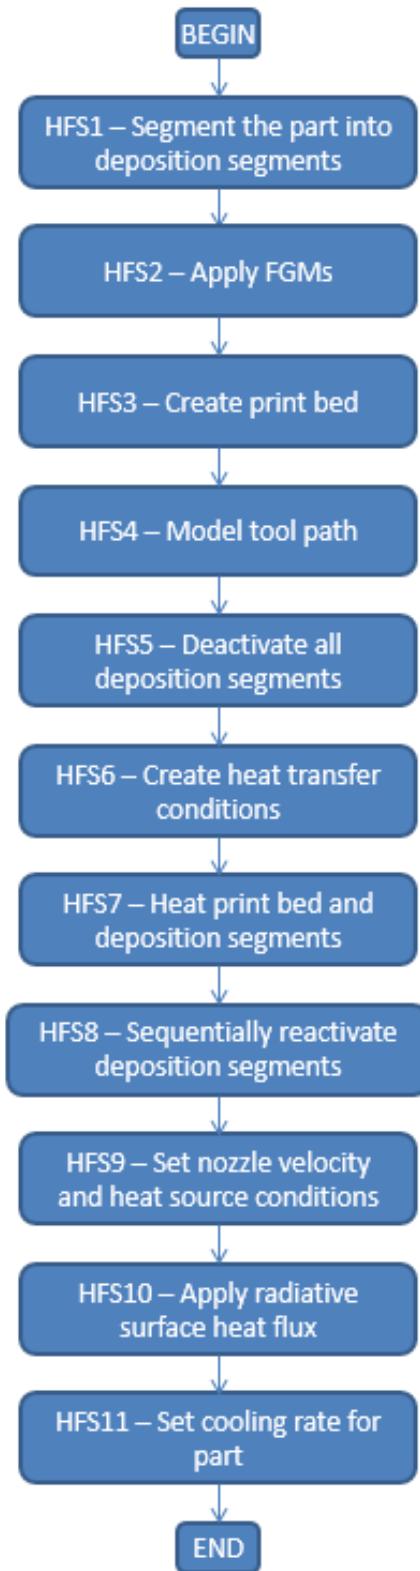 BEGIN
HFS1 – Segment the part into
deposition segments
HFS2 – Apply FGMs
HFS3 – Create print bed
HFS4 – Model tool path
HFS5 – Deactivate all
deposition segments
HFS6 – Create heat transfer
conditions
HFS7 – Heat print bed and
deposition segments
HFS8 – Sequentially reactivate
deposition segments
HFS9 – Set nozzle velocity
and heat source conditions
HFS10 – Apply radiative
surface heat flux
HFS11 – Set cooling rate for
part
END